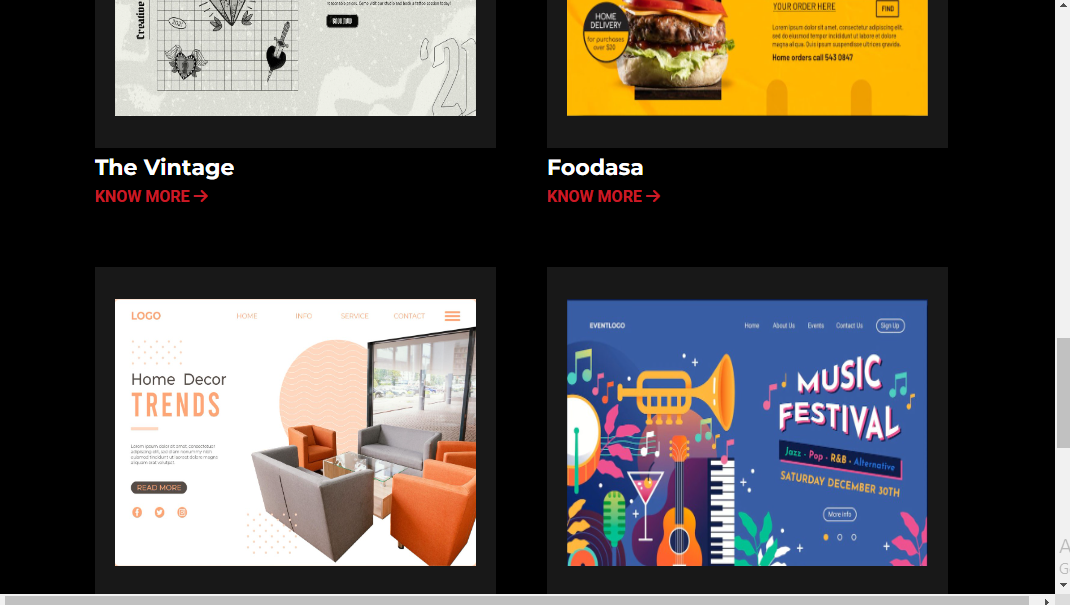 Creative
2021
BOOK NOW
'21
HOME
DELIVERY
for purchases
over $20
YOUR ORDER HERE
FIND
Lorem ipsum dolor sit amet, consectetur adipiscing elit,
sed do eiusmod tempor incididunt ut labore et dolore
magna aliqua. Quis ipsum suspendisse ultrices gravida.
Home orders call 543 0847
The Vintage
KNOW MORE →
Foodasa
KNOW MORE →
LOGO
HOME INFO SERVICE CONTACT
Home Decor
TRENDS
READ MORE
EVENTLOGO
Home About Us Events Contact Us Sign Up
MUSIC
FESTIVAL
Jazz - Pop - R&B - Alternative
SATURDAY DECEMBER 30TH
More info